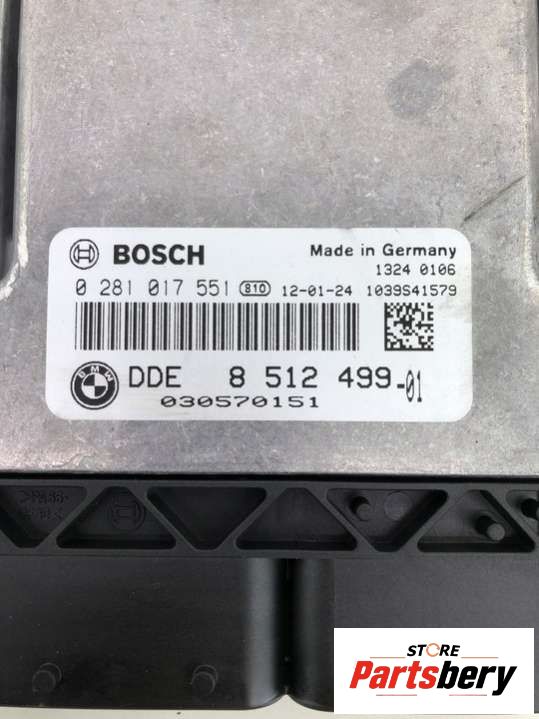 BOSCH
Made in Germany
1324 0106
0 281 017 551 810 12-01-24 1039S41579
BMW
DDE 8 512 499-01
030570151
STORE
Partsbery